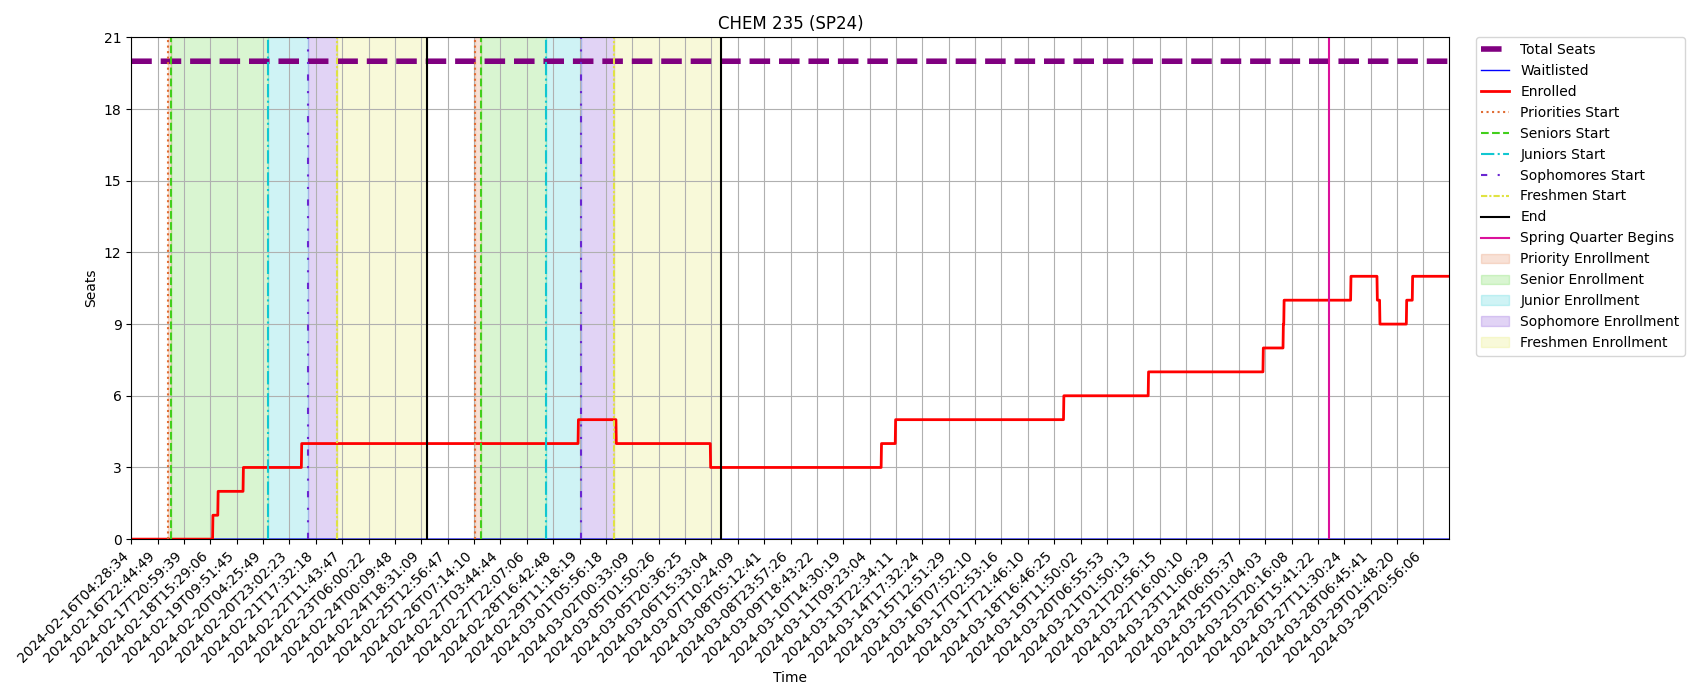 CHEM 235 (SP24)
21
18
15
12
9
6
3
0
Seats
2024-02-16T04:28:34
2024-02-16T22:44:49
2024-02-17T20:59:39
2024-02-18T15:29:06
2024-02-19T09:51:45
2024-02-20T04:25:49
2024-02-20T23:02:23
2024-02-21T17:32:18
2024-02-22T11:43:47
2024-02-23T06:00:22
2024-02-24T00:09:48
2024-02-24T18:31:09
2024-02-25T12:56:47
2024-02-26T07:14:10
2024-02-27T03:44:44
2024-02-27T22:07:06
2024-02-28T16:42:48
2024-02-29T11:18:19
2024-03-01T05:56:18
2024-03-02T00:33:09
2024-03-05T01:50:26
2024-03-05T20:36:25
2024-03-06T15:33:04
2024-03-07T10:24:09
2024-03-08T05:12:41
2024-03-08T23:57:26
2024-03-09T18:43:22
2024-03-10T14:30:19
2024-03-11T09:23:04
2024-03-13T22:34:11
2024-03-14T17:32:24
2024-03-15T12:51:29
2024-03-16T07:52:10
2024-03-17T02:53:16
2024-03-17T21:46:10
2024-03-18T16:46:25
2024-03-19T11:50:02
2024-03-20T06:55:53
2024-03-21T01:50:13
2024-03-21T20:56:15
2024-03-22T16:00:10
2024-03-23T11:06:29
2024-03-24T06:05:37
2024-03-25T01:04:03
2024-03-25T20:16:08
2024-03-26T15:41:22
2024-03-27T11:30:24
2024-03-28T06:45:41
2024-03-29T01:48:20
2024-03-29T20:56:06
Time
Total Seats
Waitlisted
Enrolled
Priorities Start
Seniors Start
Juniors Start
Sophomores Start
Freshmen Start
End
Spring Quarter Begins
Priority Enrollment
Senior Enrollment
Junior Enrollment
Sophomore Enrollment
Freshmen Enrollment